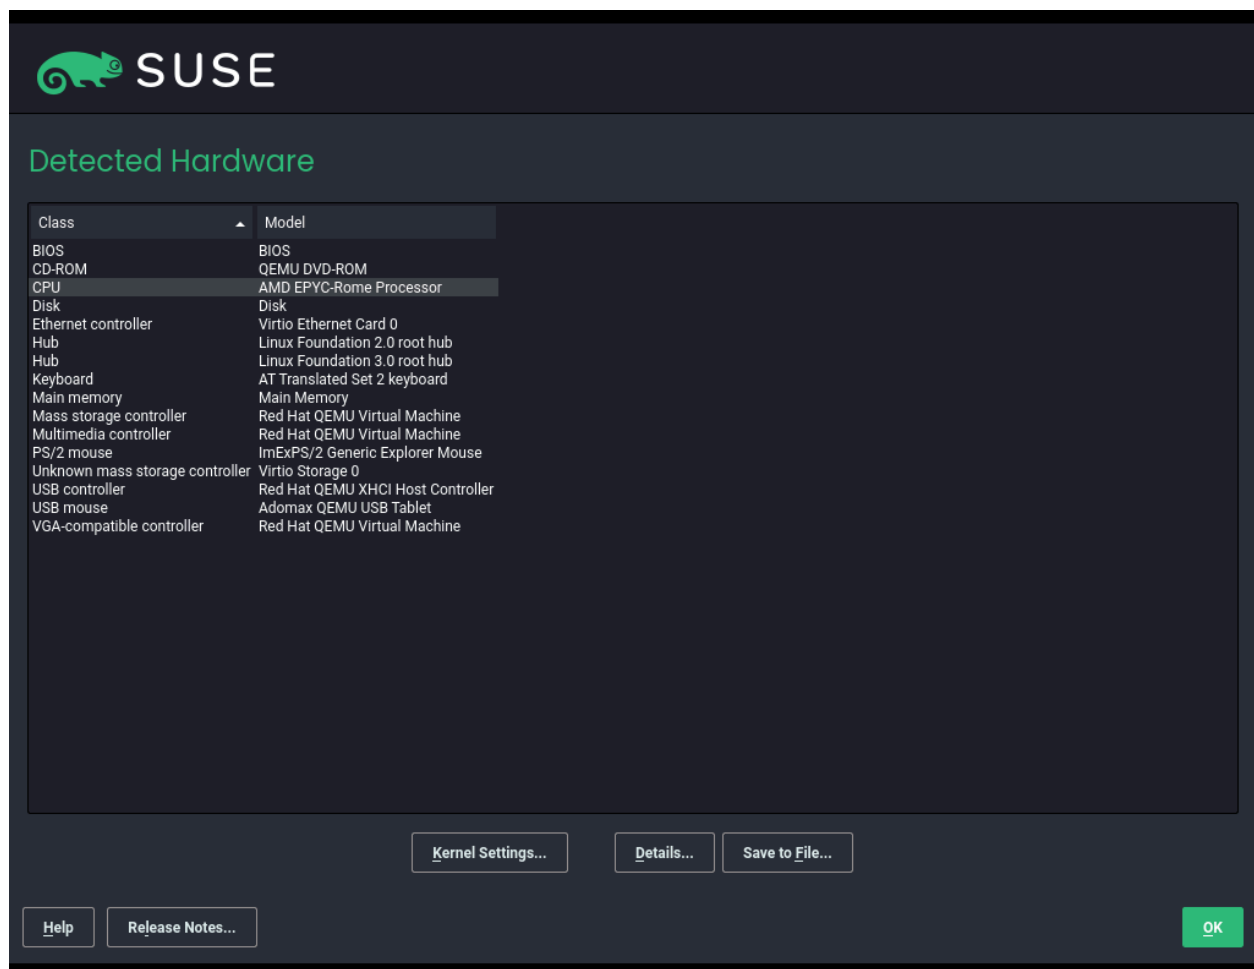 SUSE
Detected Hardware
Class Model
BIOS BIOS
CD-ROM QEMU DVD-ROM
CPU AMD EPYC-Rome Processor
Disk Disk
Ethernet controller Virtio Ethernet Card 0
Hub Linux Foundation 2.0 root hub
Hub Linux Foundation 3.0 root hub
Keyboard AT Translated Set 2 keyboard
Main memory Main Memory
Mass storage controller Red Hat QEMU Virtual Machine
Multimedia controller Red Hat QEMU Virtual Machine
PS/2 mouse ImExPS/2 Generic Explorer Mouse
Unknown mass storage controller Virtio Storage 0
USB controller Red Hat QEMU XHCI Host Controller
USB mouse Adomax QEMU USB Tablet
VGA-compatible controller Red Hat QEMU Virtual Machine
Kernel Settings... Details... Save to File...
Help Release Notes... OK